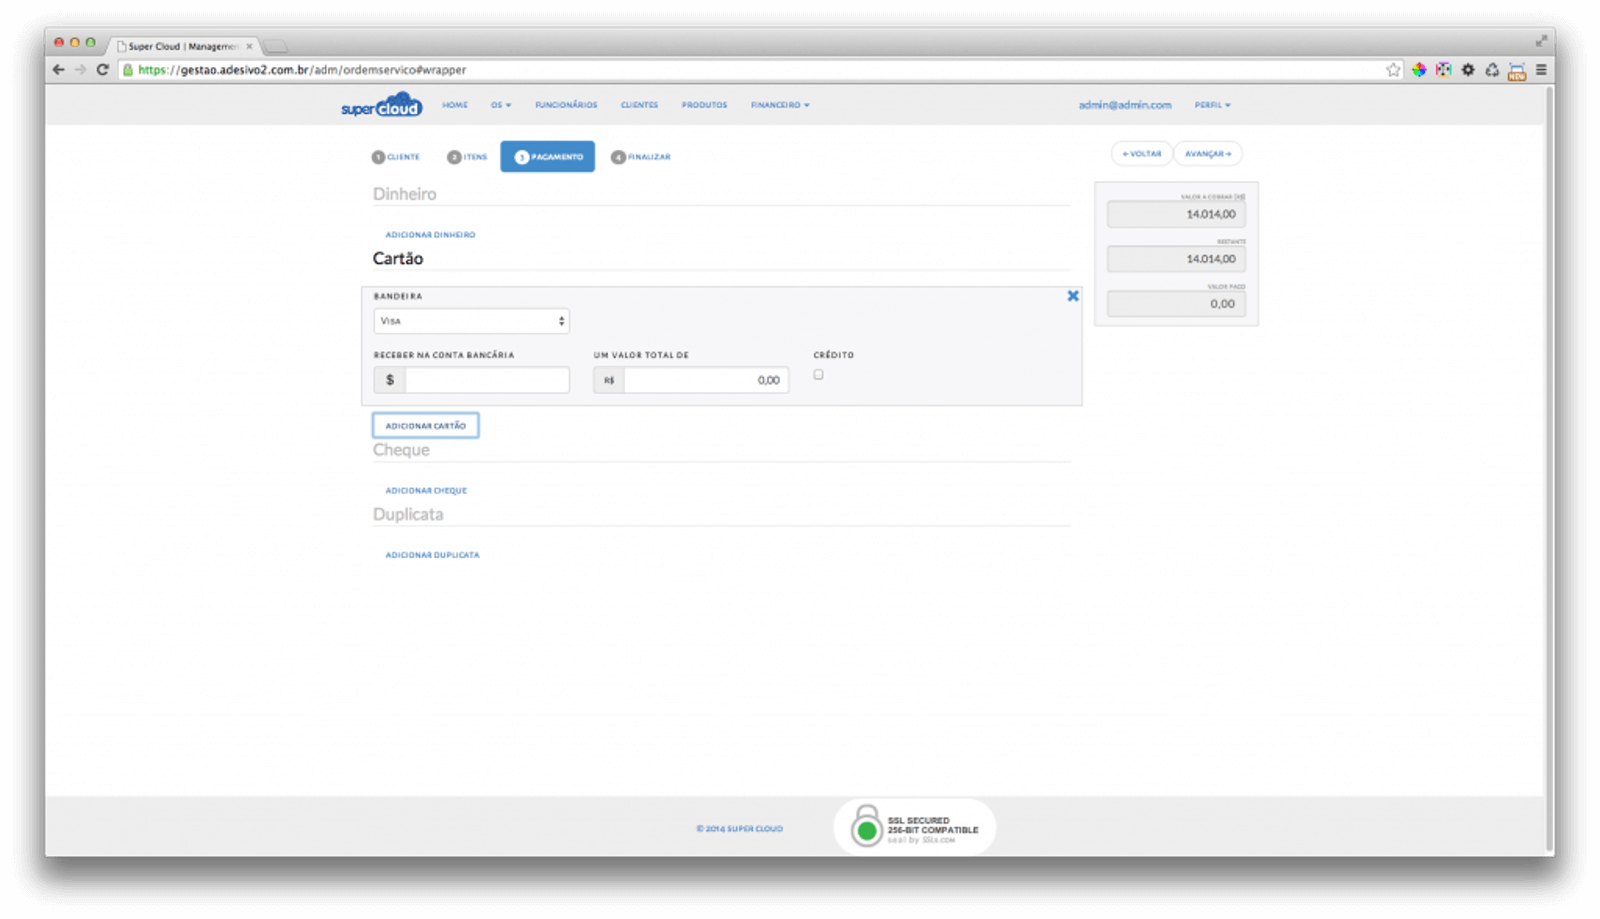 Super Cloud | Managemen
https://gestao.adesivo2.com.br/adm/ordemservico#wrapper
NEW
super cloud
HOME OS FUNCIONÁRIOS CLIENTES PRODUTOS FINANCEIRO admin@admin.com PERFIL
1 CLIENTE 2 ITENS 3 PAGAMENTO 4 FINALIZAR ←VOLTAR AVANÇAR→
Dinheiro
VALOR A COBRAR (R$)
14.014,00
ADICIONAR DINHEIRO
RESTANTE
Cartão
14.014,00
VALOR PAGO
0,00
BANDEIRA
VISA
RECEBER NA CONTA BANCÁRIA UM VALOR TOTAL DE CRÉDITO
$ R$ 0,00
ADICIONAR CARTÃO
Cheque
ADICIONAR CHEQUE
Duplicata
ADICIONAR DUPLICATA
© 2014 SUPER CLOUD
SSL SECURED
256-BIT COMPATIBLE
seal by SSLs.COM